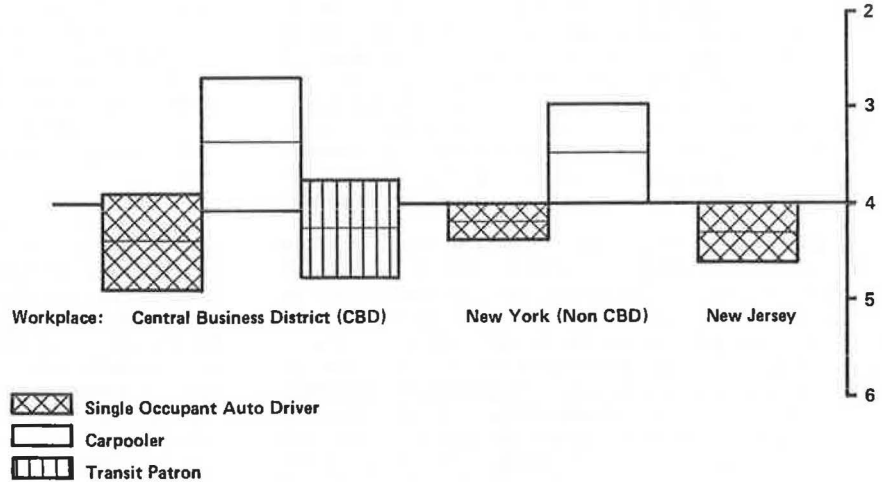 2
3
4
5
6
Workplace: Central Business District (CBD) New York (Non CBD) New Jersey
Single Occupant Auto Driver
Carpooler
Transit Patron